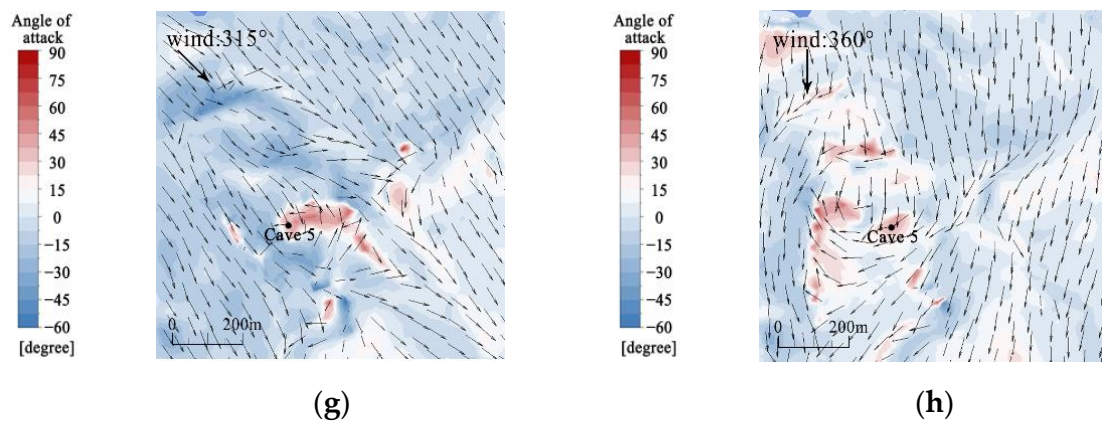 Angle of
attack
90
75
60
45
30
15
0
−15
−30
−45
−60
[degree]
wind:315°
Cave 5
0 200m
(g)
Angle of
attack
90
75
60
45
30
15
0
−15
−30
−45
−60
[degree]
wind:360°
Cave 5
0 200m
(h)